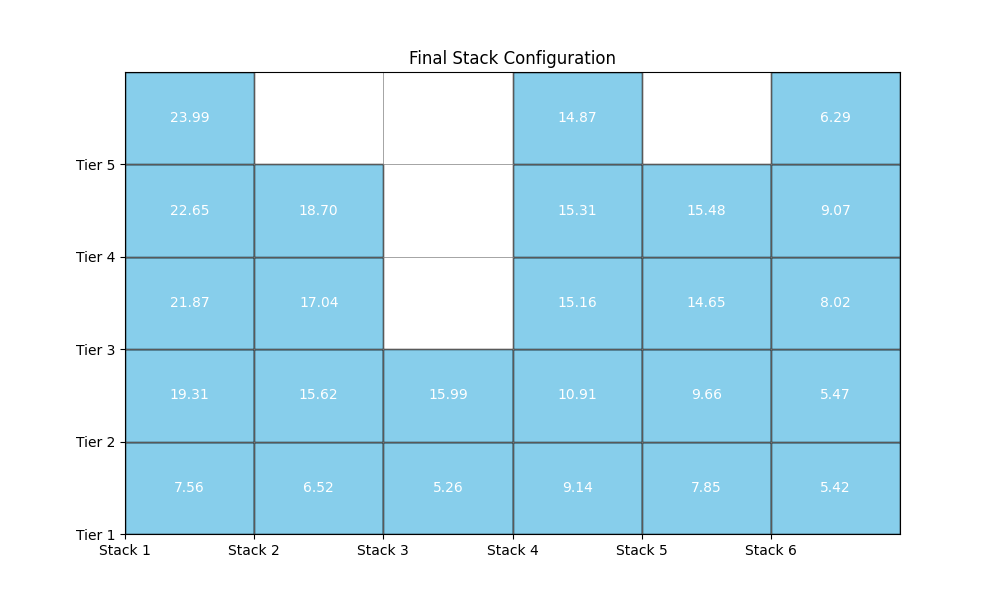 Final Stack Configuration
23.99 14.87 6.29
Tier 5
22.65 18.70 15.31 15.48 9.07
Tier 4
21.87 17.04 15.16 14.65 8.02
Tier 3
19.31 15.62 15.99 10.91 9.66 5.47
Tier 2
7.56 6.52 5.26 9.14 7.85 5.42
Tier 1
Stack 1 Stack 2 Stack 3 Stack 4 Stack 5 Stack 6